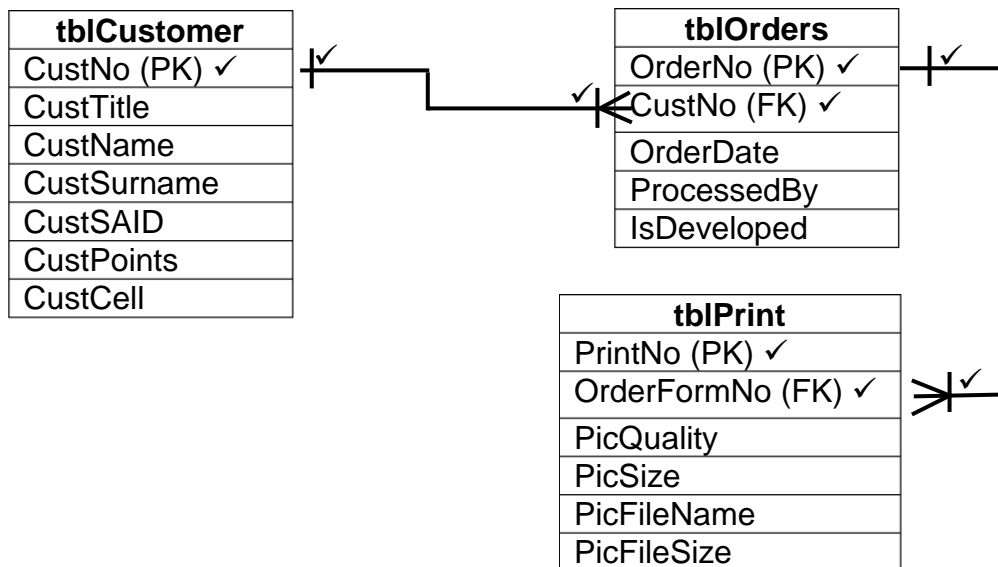 tblCustomer
CustNo (PK) ✓
CustTitle
CustName
CustSurname
CustSAID
CustPoints
CustCell
✓
✓
tblOrders
OrderNo (PK) ✓
CustNo (FK) ✓
OrderDate
ProcessedBy
IsDeveloped
✓
tblPrint
PrintNo (PK) ✓
OrderFormNo (FK) ✓
PicQuality
PicSize
PicFileName
PicFileSize
✓